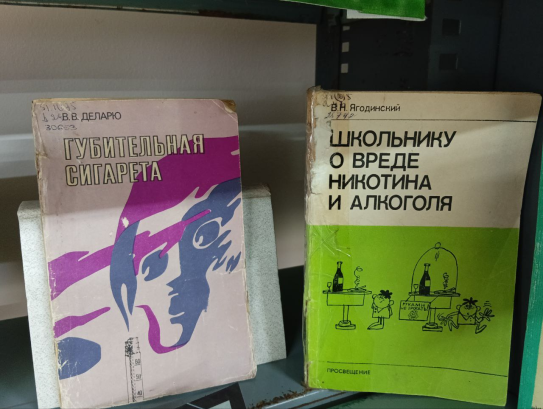 В.В. ДЕЛАРЮ
ГУБИТЕЛЬНАЯ
СИГАРЕТА
В.Н. Ягодинский
ШКОЛЬНИКУ
О ВРЕДЕ
НИКОТИНА
И АЛКОГОЛЯ
ПРОСВЕЩЕНИЕ